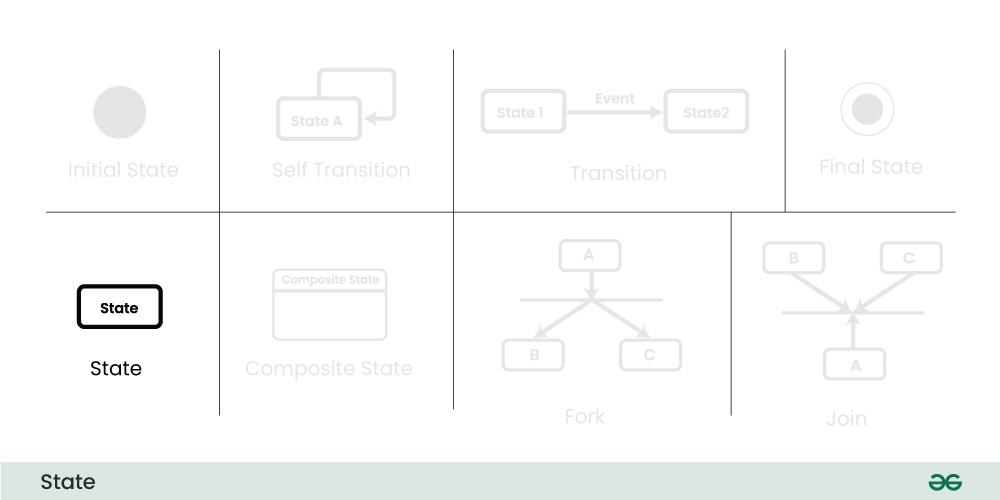 State A
Event
State 1
State2
Initial State
Self Transition
Transition
Final State
A
B
C
Composite State
State
B
C
A
State
Composite State
Fork
Join
State